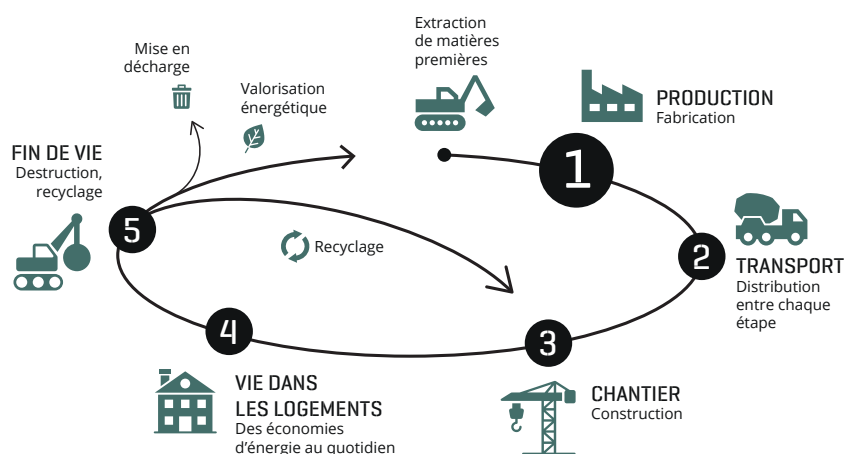 Extraction
de matières
premières
Mise en
décharge
Valorisation
énergétique
1
PRODUCTION
Fabrication
FIN DE VIE
Destruction,
recyclage
5
Recyclage
2
TRANSPORT
Distribution
entre chaque
étape
4
3
VIE DANS
LES LOGEMENTS
Des économies
d'énergie au quotidien
CHANTIER
Construction